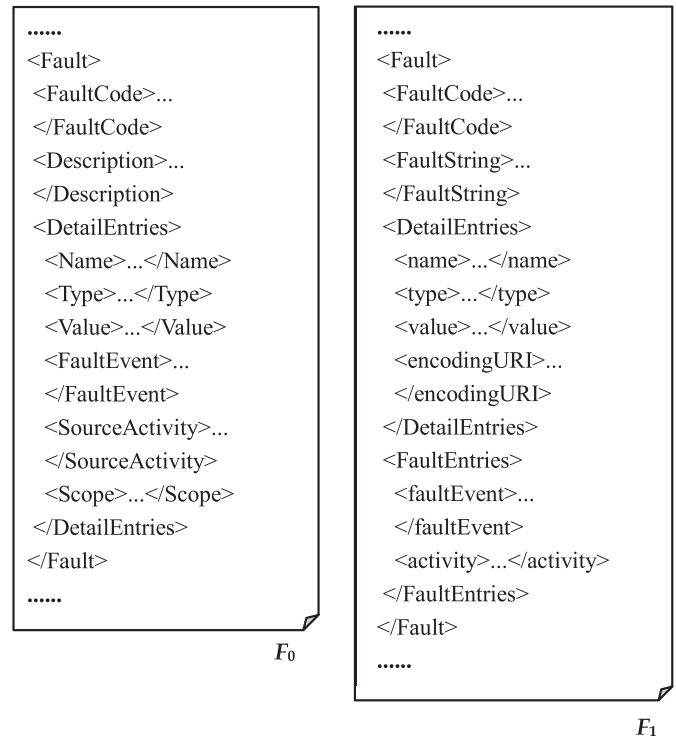 ......
<Fault>
<FaultCode>...
</FaultCode>
<Description>...
</Description>
<DetailEntries>
<Name>...</Name>
<Type>...</Type>
<Value>...</Value>
<FaultEvent>...
</FaultEvent>
<SourceActivity>...
</SourceActivity>
<Scope>...</Scope>
</DetailEntries>
</Fault>
......
F0
......
<Fault>
<FaultCode>...
</FaultCode>
<FaultString>...
</FaultString>
<DetailEntries>
<name>...</name>
<type>...</type>
<value>...</value>
<encodingURI>...
</encodingURI>
</DetailEntries>
<FaultEntries>
<faultEvent>...
</faultEvent>
<activity>...</activity>
</FaultEntries>
</Fault>
......
F1